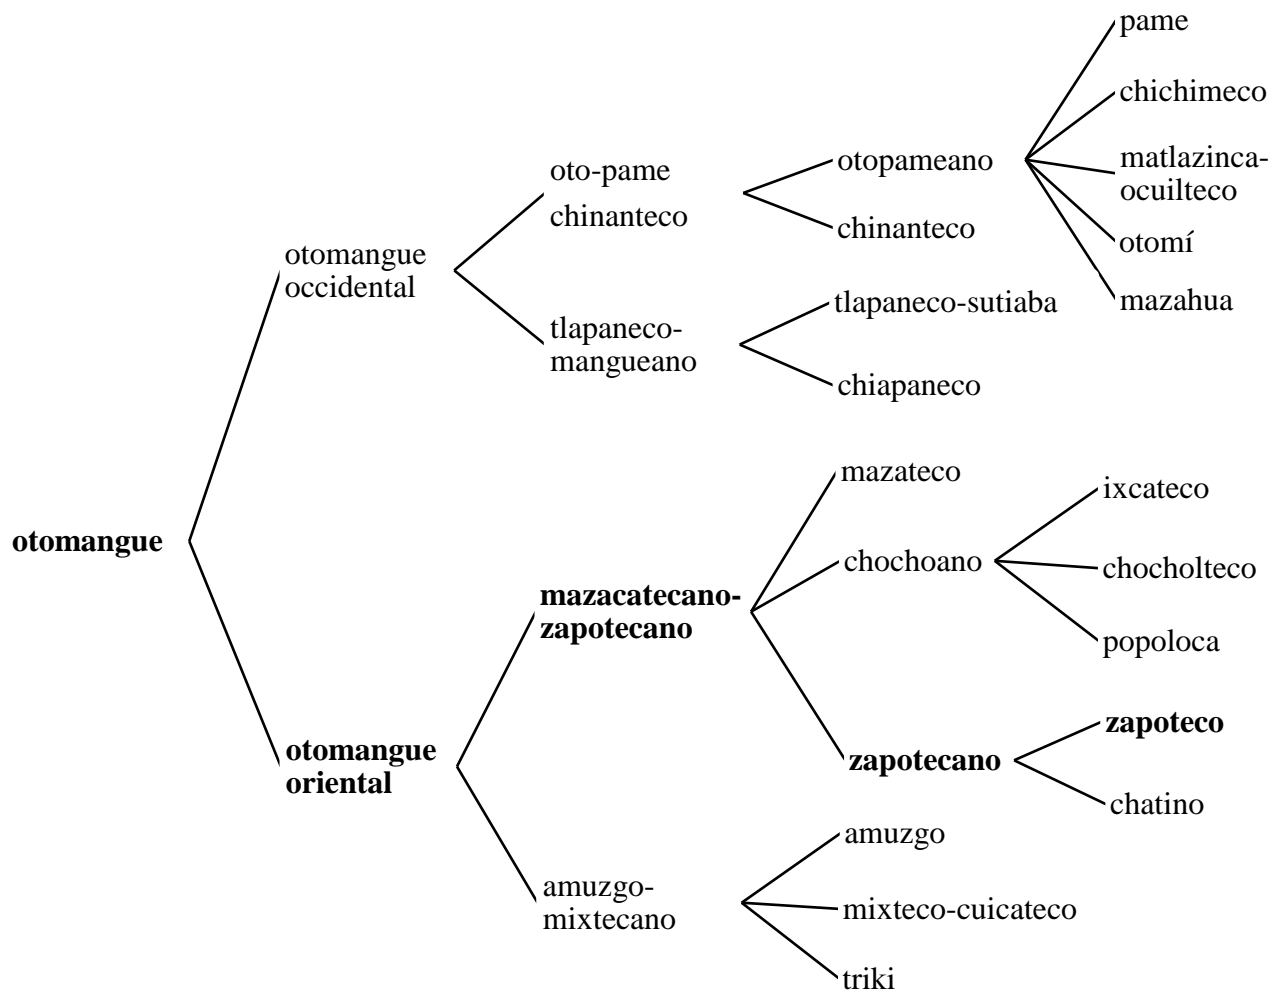 pame
chichimeco
matlazinca-
ocuilteco
otomí
mazahua
otopameano
chinanteco
oto-pame
chinanteco
otomangue
occidental
tlapaneco-
mangueano
tlapaneco-sutiaba
chiapaneco
otomangue
mazateco
ixcateco
chochoano
chocholteco
popoloca
mazacatecano-
zapotecano
zapoteco
zapotecano
chatino
otomangue
oriental
amuzgo-
mixtecano
amuzgo
mixteco-cuicateco
triki